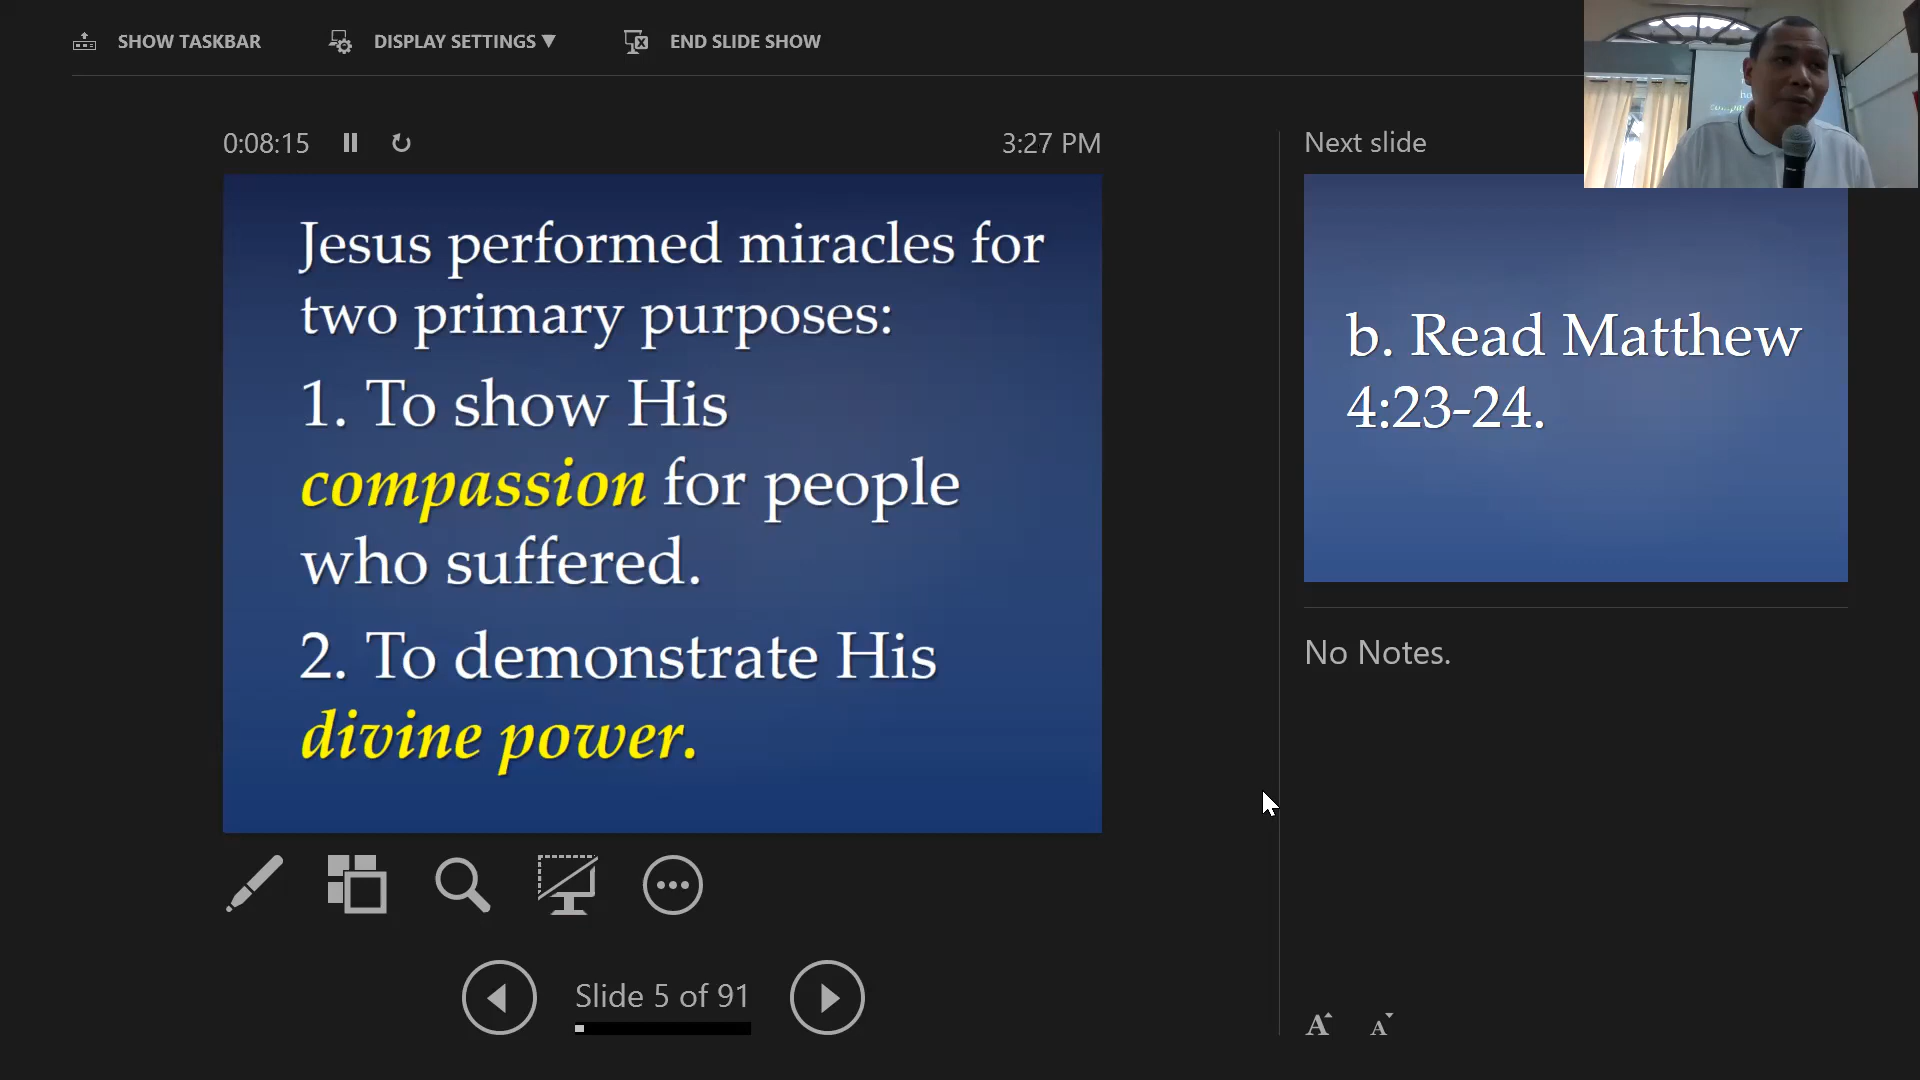 SHOW TASKBAR
DISPLAY SETTINGS ▼
END SLIDE SHOW
0:08:15
3:27 PM
Jesus performed miracles for
two primary purposes:
1. To show His
compassion for people
who suffered.
2. To demonstrate His
divine power.
Slide 5 of 91
Next slide
b. Read Matthew
4:23-24.
No Notes.
A A